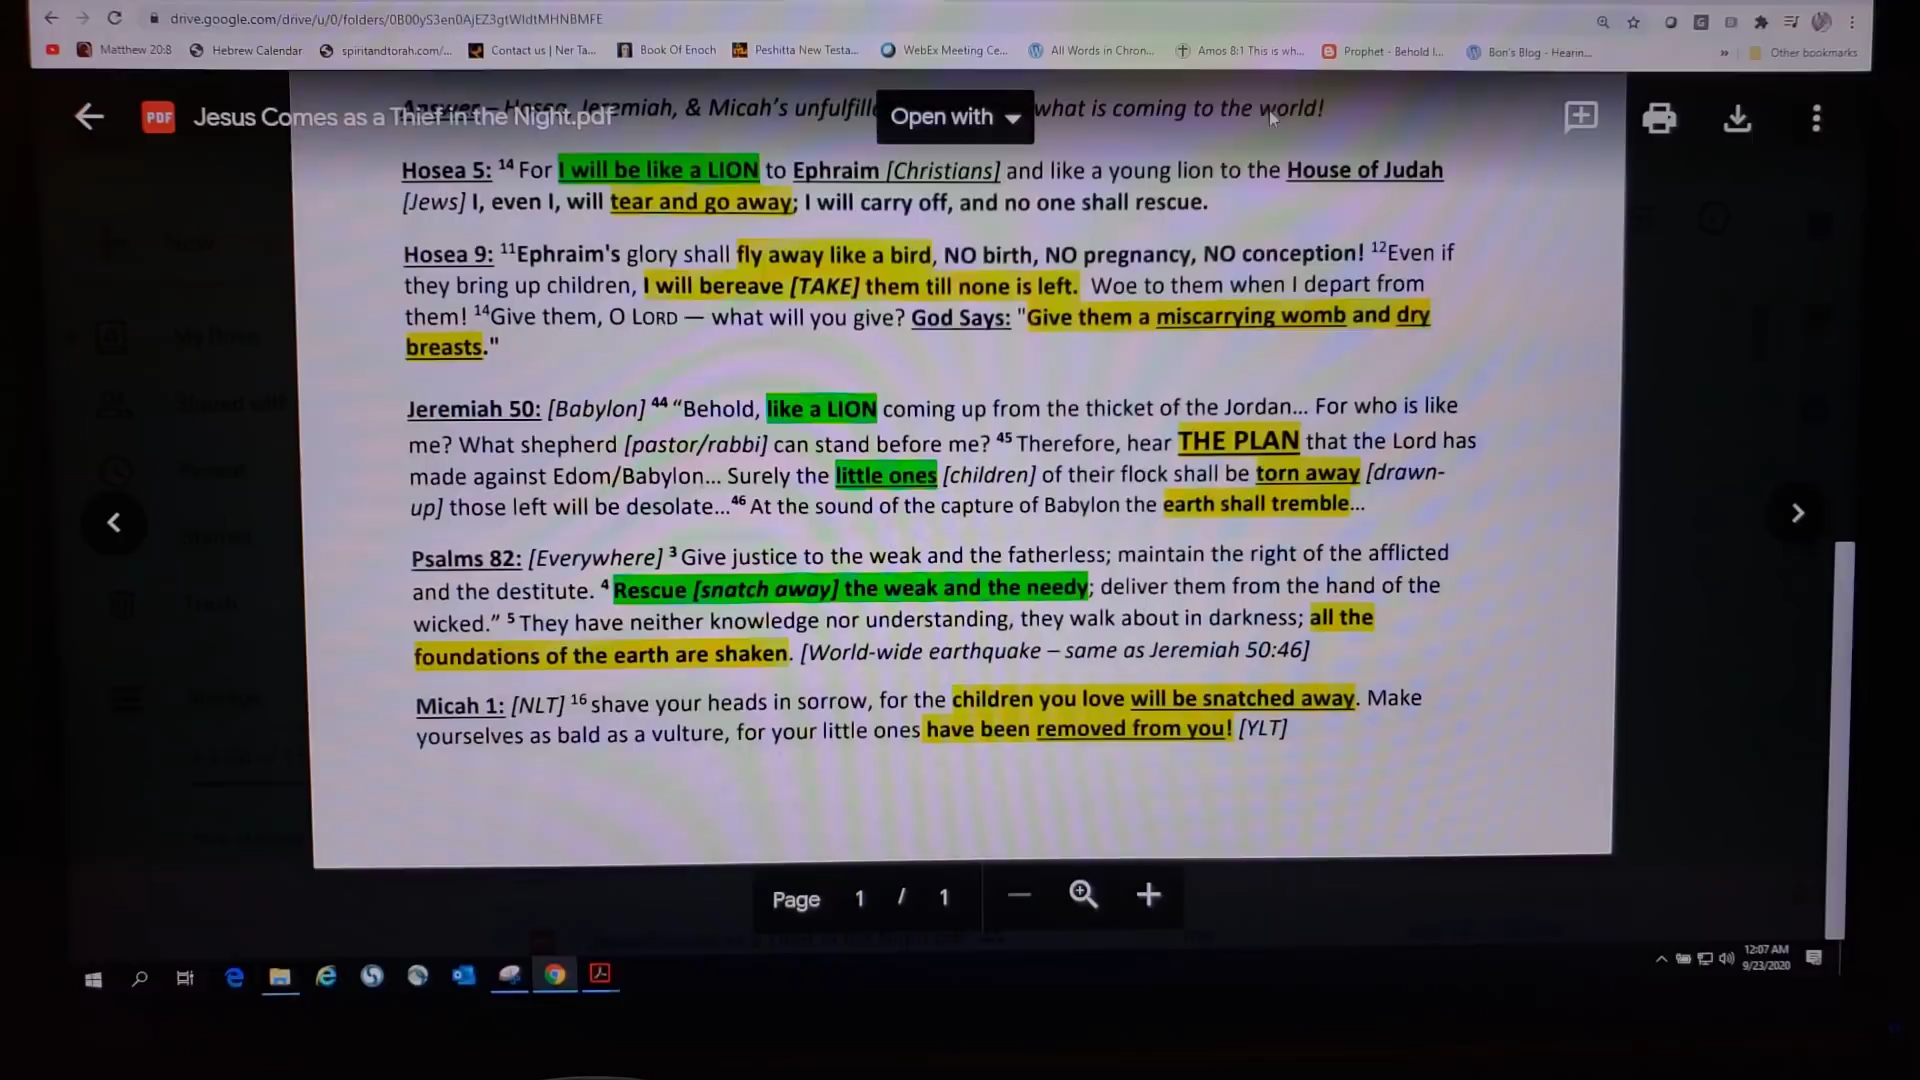 drive.google.com/drive/u/0/folders/0B00yS3en0AjEZ3gtWldtMHNBMFE
Matthew 20:8 Hebrew Calendar spiritandtorah.com/... Contact us | Ner Ta... Book Of Enoch Peshitta New Testa... WebEx Meeting Ce... All Words in Chron... Amos 8:1 This is wh... Prophet - Behold I... Bon's Blog - Hearin... » Other bookmarks
Answer – Hosea, Jeremiah, & Micah's unfulfille what is coming to the world!
PDF Jesus Comes as a Thief in the Night.pdf Open with
Hosea 5: 14 For I will be like a LION to Ephraim [Christians] and like a young lion to the House of Judah
[Jews] I, even I, will tear and go away; I will carry off, and no one shall rescue.
Hosea 9: 11Ephraim's glory shall fly away like a bird, NO birth, NO pregnancy, NO conception! 12Even if
they bring up children, I will bereave [TAKE] them till none is left. Woe to them when I depart from
them! 14Give them, O LORD — what will you give? God Says: "Give them a miscarrying womb and dry
breasts."
Jeremiah 50: [Babylon] 44 “Behold, like a LION coming up from the thicket of the Jordan... For who is like
me? What shepherd [pastor/rabbi] can stand before me? 45 Therefore, hear THE PLAN that the Lord has
made against Edom/Babylon... Surely the little ones [children] of their flock shall be torn away [drawn-
up] those left will be desolate...46 At the sound of the capture of Babylon the earth shall tremble...
Psalms 82: [Everywhere] 3 Give justice to the weak and the fatherless; maintain the right of the afflicted
and the destitute. 4 Rescue [snatch away] the weak and the needy; deliver them from the hand of the
wicked.” 5 They have neither knowledge nor understanding, they walk about in darkness; all the
foundations of the earth are shaken. [World-wide earthquake – same as Jeremiah 50:46]
Micah 1: [NLT] 16 shave your heads in sorrow, for the children you love will be snatched away. Make
yourselves as bald as a vulture, for your little ones have been removed from you! [YLT]
Page 1 / 1
12:07 AM
9/23/2020